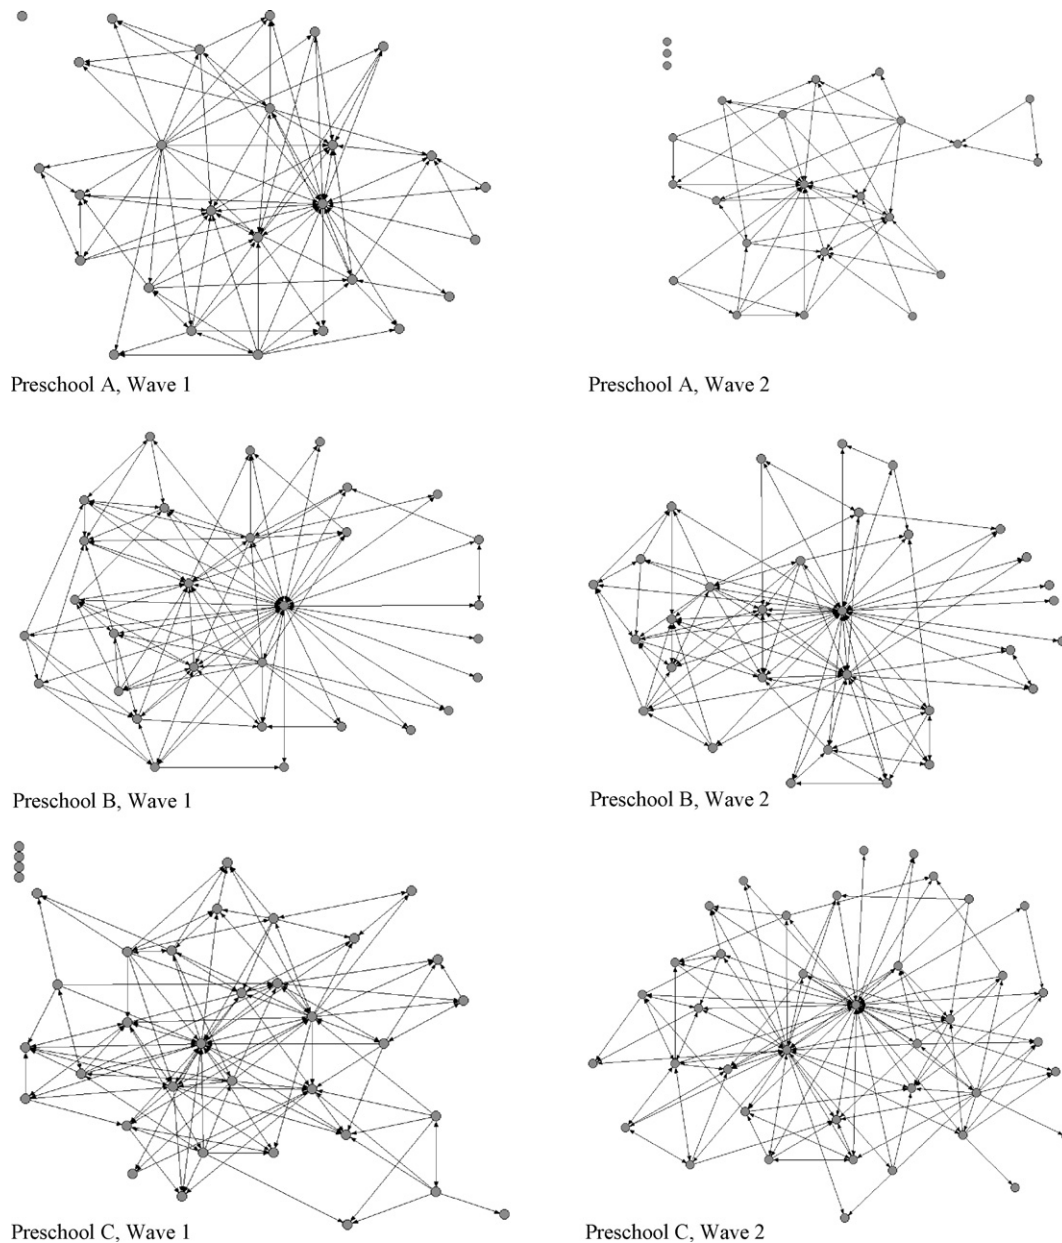 Preschool A, Wave 1
Preschool A, Wave 2
Preschool B, Wave 1
Preschool B, Wave 2
Preschool C, Wave 1
Preschool C, Wave 2